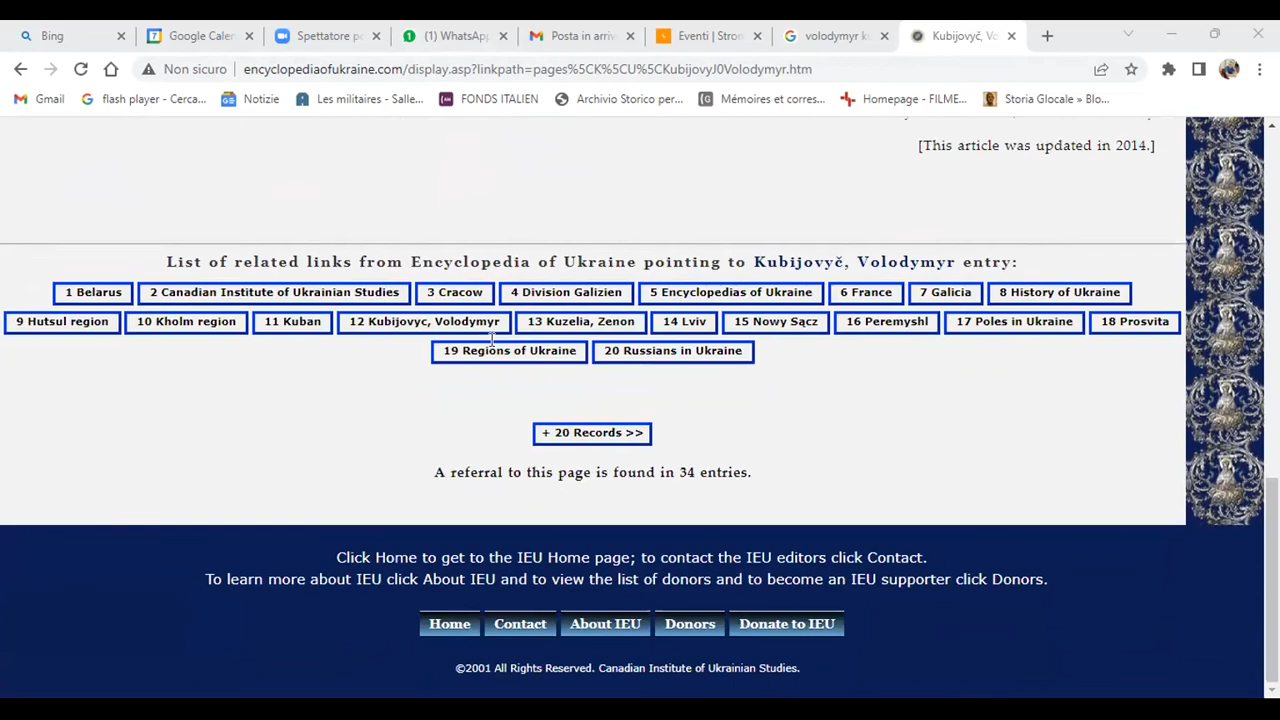 Bing
Google Caler
Spettatore po
(1) WhatsApp
Posta in arriv
Eventi | Stron
volodymyr ku
Kubijovyč, Vo
Non sicuro
encyclopediaofukraine.com/display.asp?linkpath=pages%5CK%5CU%5CKubijovyJ0Volodymyr.htm
Gmail
flash player - Cerca...
Notizie
Les militaires - Salle...
FONDS ITALIEN
Archivio Storico per...
Mémoires et corres...
Homepage - FILME...
Storia Glocale » Blo...
[This article was updated in 2014.]
List of related links from Encyclopedia of Ukraine pointing to Kubijovyč, Volodymyr entry:
1 Belarus
2 Canadian Institute of Ukrainian Studies
3 Cracow
4 Division Galizien
5 Encyclopedias of Ukraine
6 France
7 Galicia
8 History of Ukraine
9 Hutsul region
10 Kholm region
11 Kuban
12 Kubijovyc, Volodymyr
13 Kuzelia, Zenon
14 Lviv
15 Nowy Sącz
16 Peremyshl
17 Poles in Ukraine
18 Prosvita
19 Regions of Ukraine
20 Russians in Ukraine
+ 20 Records >>
A referral to this page is found in 34 entries.
Click Home to get to the IEU Home page; to contact the IEU editors click Contact.
To learn more about IEU click About IEU and to view the list of donors and to become an IEU supporter click Donors.
Home
Contact
About IEU
Donors
Donate to IEU
©2001 All Rights Reserved. Canadian Institute of Ukrainian Studies.